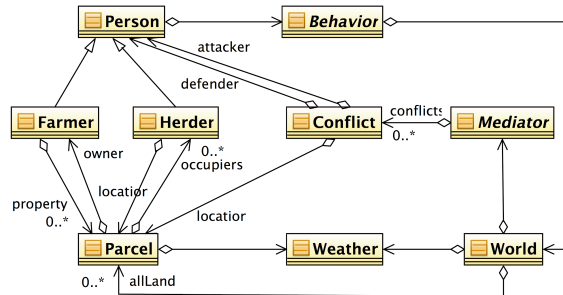 Person
Behavior
attacker
defender
Farmer
Herder
Conflict
conflicts
Mediator
0..*
owner
0..*
occupiers
location
property
0..*
location
Parcel
Weather
World
0..*
allLand